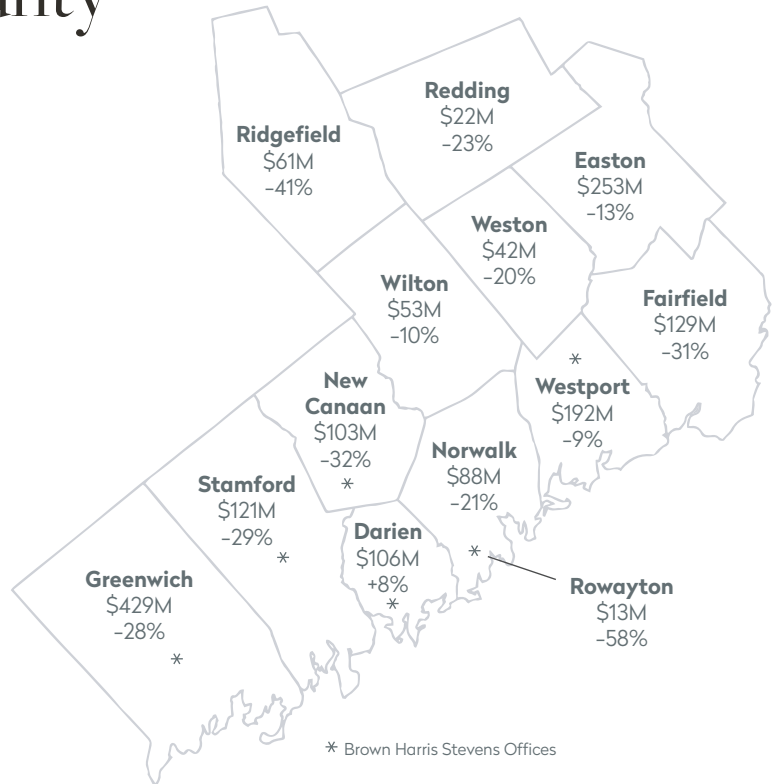 Redding
$22M
-23%
Ridgefield
$61M
-41%
Easton
$253M
-13%
Weston
$42M
-20%
Wilton
$53M
-10%
Fairfield
$129M
-31%
New
Canaan
$103M
-32%
*
*
Westport
$192M
-9%
Norwalk
$88M
-21%
Stamford
$121M
-29%
*
Darien
$106M
+8%
*
*
Greenwich
$429M
-28%
*
Rowayton
$13M
-58%
* Brown Harris Stevens Offices